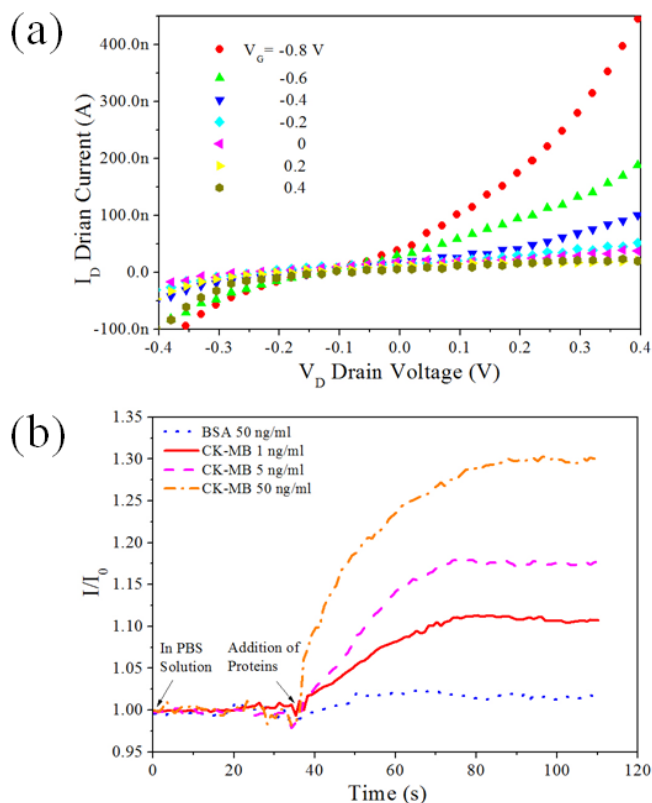 (a)
I_D Drian Current (A)
400.0n
300.0n
200.0n
100.0n
0.0
-100.0n
V_G= -0.8 V
-0.6
-0.4
-0.2
0
0.2
0.4
-0.4 -0.3 -0.2 -0.1 0.0 0.1 0.2 0.3 0.4
V_D Drain Voltage (V)
(b)
I/I_0
1.35
1.30
1.25
1.20
1.15
1.10
1.05
1.00
0.95
BSA 50 ng/ml
CK-MB 1 ng/ml
CK-MB 5 ng/ml
CK-MB 50 ng/ml
In PBS
Solution
Addition of
Proteins
0 20 40 60 80 100 120
Time (s)